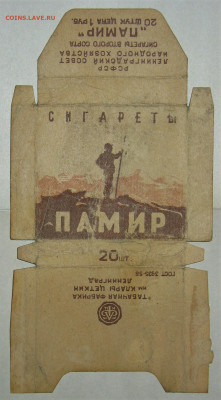 COINS.LAVE.RU
РСФСР
ЛЕНИНГРАДСКИЙ СОВЕТ
НАРОДНОГО ХОЗЯЙСТВА
СИГАРЕТЫ ВТОРОГО СОРТА
„ПАМИР"
20 ШТУК ЦЕНА 1 РУБ.
СИГАРЕТЫ
ПАМИР
20 ШТ.
ГОСТ
ТАБАЧНАЯ ФАБРИКА
им КЛАРЫ ЦЕТКИН
ЛЕНИНГРАД